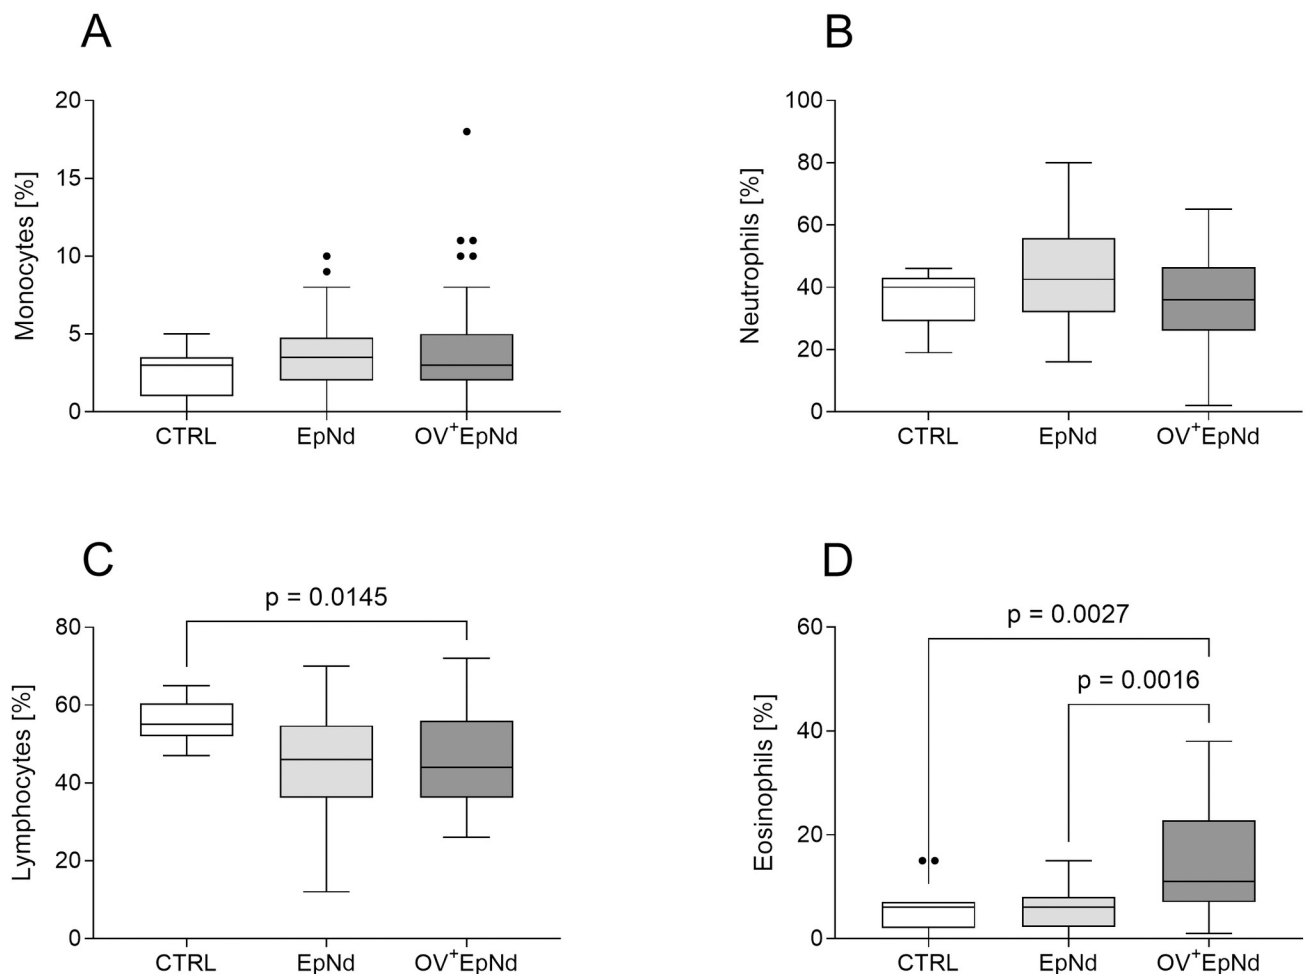 A
Monocytes [%]
20
15
10
5
0
CTRL EpNd OV⁺EpNd
B
Neutrophils [%]
100
80
60
40
20
0
CTRL EpNd OV⁺EpNd
C
p = 0.0145
Lymphocytes [%]
80
60
40
20
0
CTRL EpNd OV⁺EpNd
D
p = 0.0027
p = 0.0016
Eosinophils [%]
60
40
20
0
CTRL EpNd OV⁺EpNd